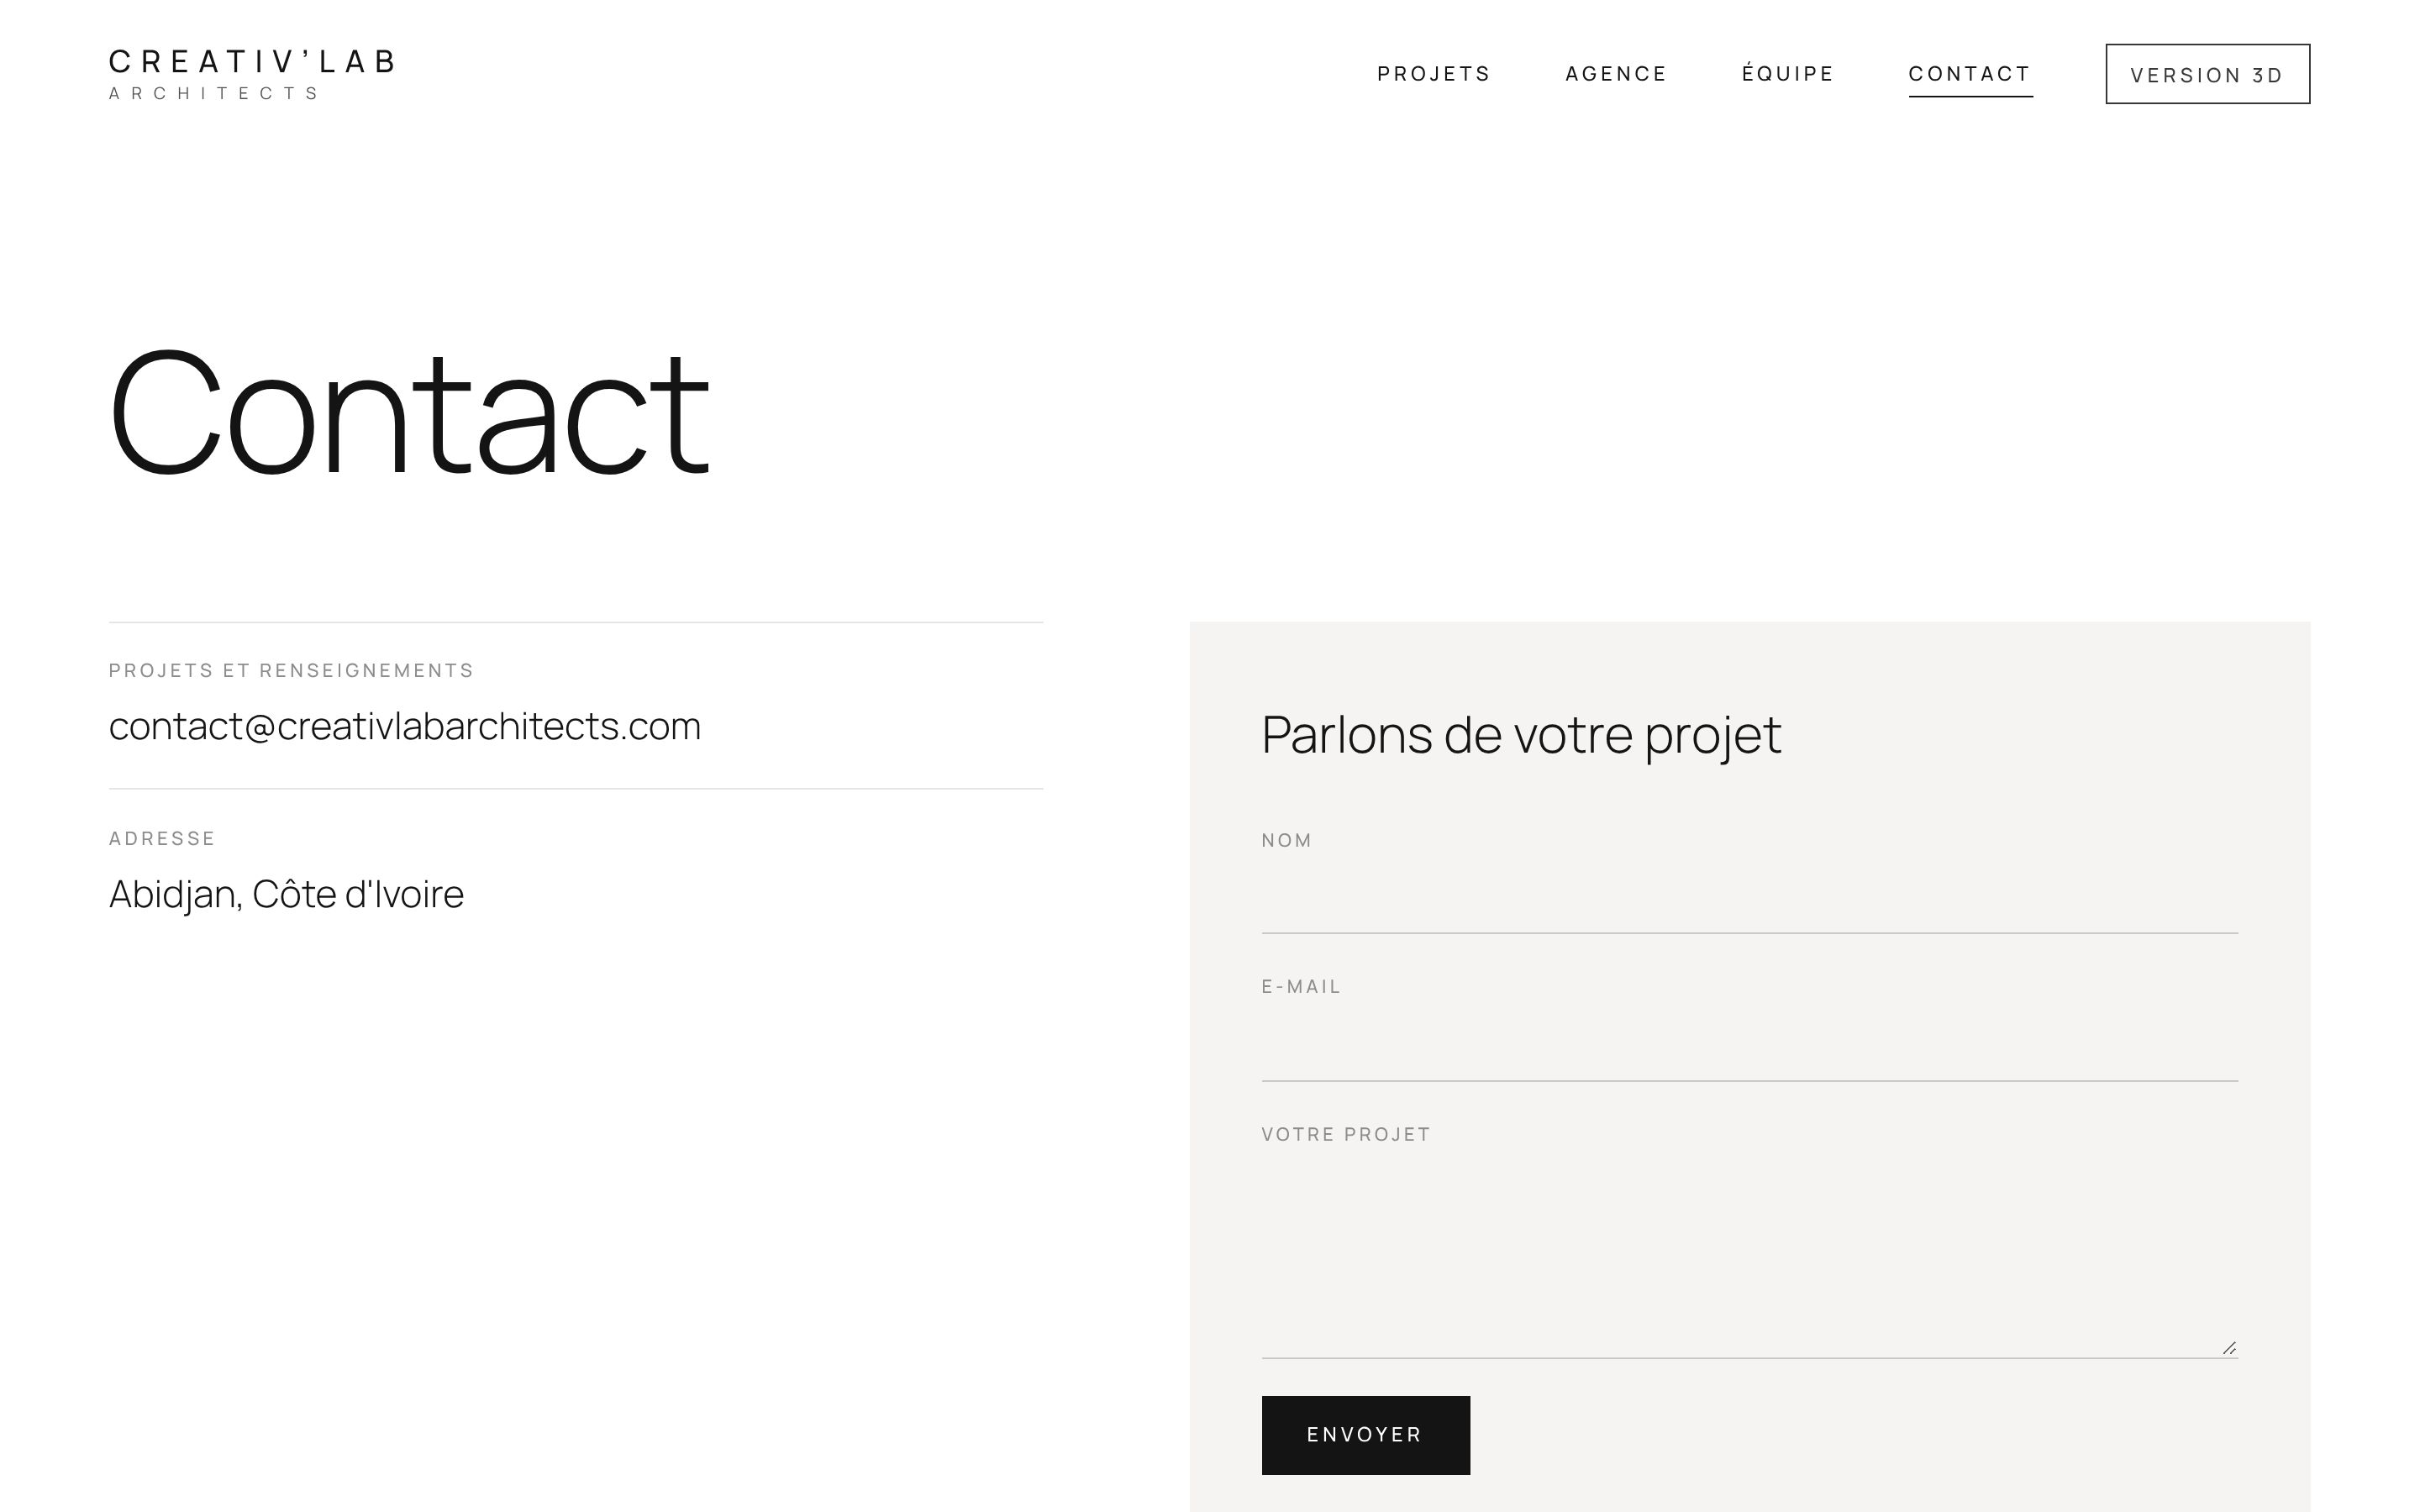 CREATIV’LAB
ARCHITECTS
PROJETS
AGENCE
ÉQUIPE
CONTACT
VERSION 3D
Contact
PROJETS ET RENSEIGNEMENTS
contact@creativlabarchitects.com
ADRESSE
Abidjan, Côte d'Ivoire
Parlons de votre projet
NOM
E-MAIL
VOTRE PROJET
ENVOYER